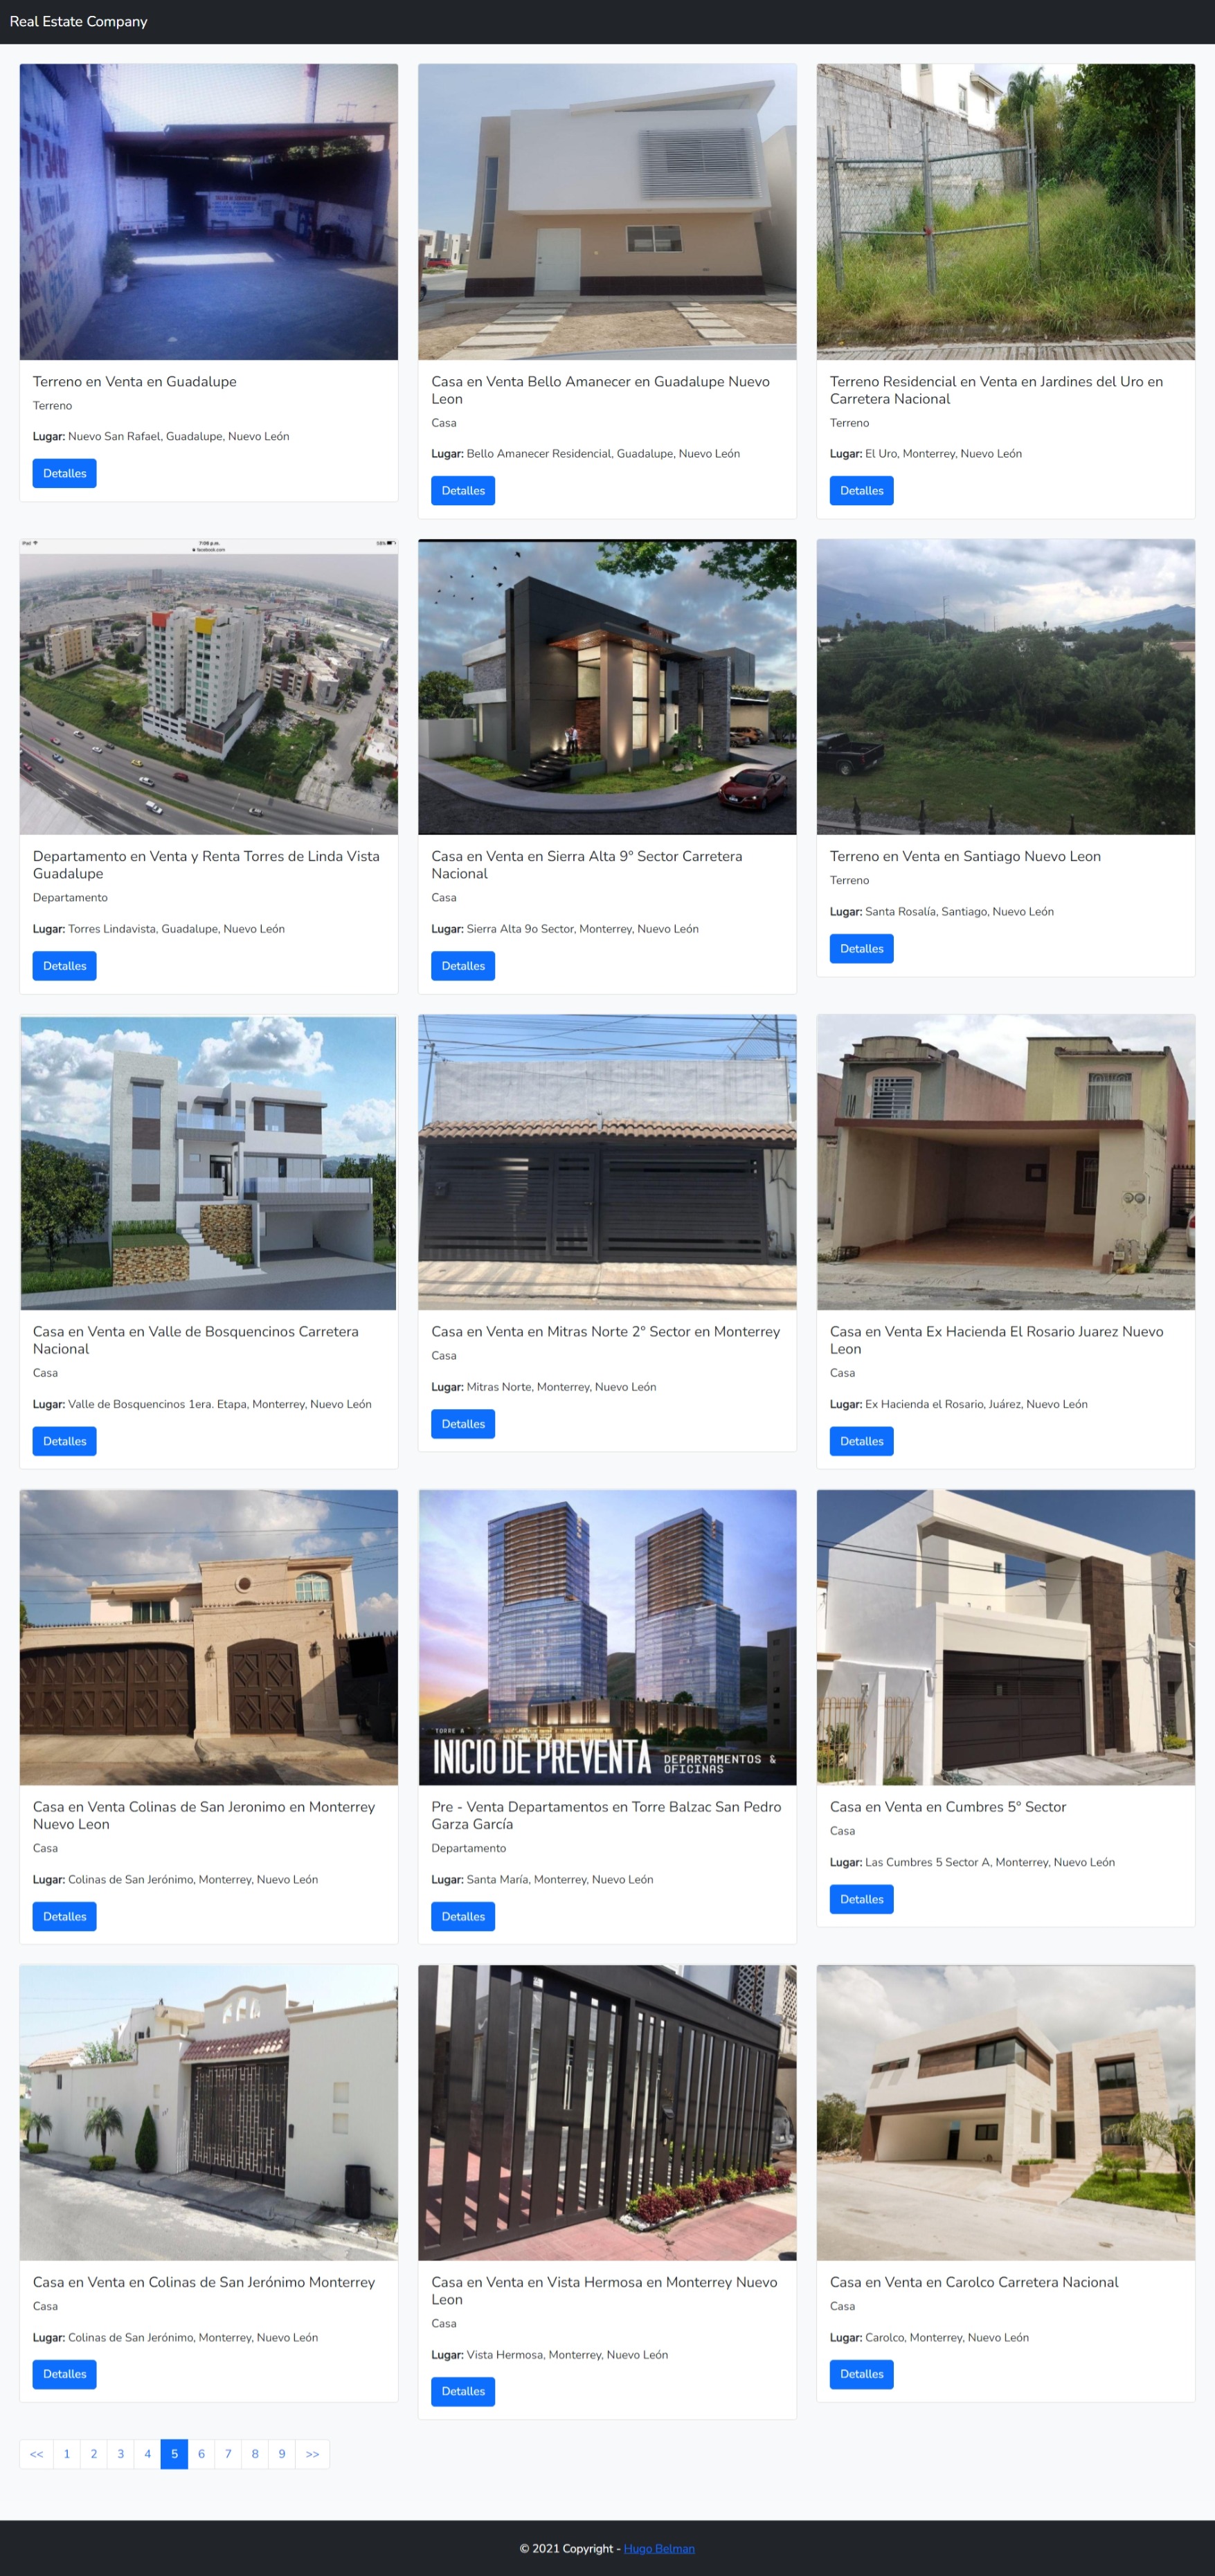 Real Estate Company
Terreno en Venta en Guadalupe
Terreno
Lugar: Nuevo San Rafael, Guadalupe, Nuevo León
Detalles
Casa en Venta Bello Amanecer en Guadalupe Nuevo
Leon
Casa
Lugar: Bello Amanecer Residencial, Guadalupe, Nuevo León
Detalles
Terreno Residencial en Venta en Jardines del Uro en
Carretera Nacional
Terreno
Lugar: El Uro, Monterrey, Nuevo León
Detalles
iPad
7:06 p.m.
facebook.com
Departamento en Venta y Renta Torres de Linda Vista
Guadalupe
Departamento
Lugar: Torres Lindavista, Guadalupe, Nuevo León
Detalles
Casa en Venta en Sierra Alta 9° Sector Carretera
Nacional
Casa
Lugar: Sierra Alta 9o Sector, Monterrey, Nuevo León
Detalles
Terreno en Venta en Santiago Nuevo Leon
Terreno
Lugar: Santa Rosalía, Santiago, Nuevo León
Detalles
Casa en Venta en Valle de Bosquencinos Carretera
Nacional
Casa
Lugar: Valle de Bosquencinos 1era. Etapa, Monterrey, Nuevo León
Detalles
Casa en Venta en Mitras Norte 2° Sector en Monterrey
Casa
Lugar: Mitras Norte, Monterrey, Nuevo León
Detalles
Casa en Venta Ex Hacienda El Rosario Juarez Nuevo
Leon
Casa
Lugar: Ex Hacienda el Rosario, Juárez, Nuevo León
Detalles
Casa en Venta Colinas de San Jeronimo en Monterrey
Nuevo Leon
Casa
Lugar: Colinas de San Jerónimo, Monterrey, Nuevo León
Detalles
TORRE A
INICIO DE PREVENTA
DEPARTAMENTOS &
OFICINAS
Pre - Venta Departamentos en Torre Balzac San Pedro
Garza García
Departamento
Lugar: Santa María, Monterrey, Nuevo León
Detalles
Casa en Venta en Cumbres 5° Sector
Casa
Lugar: Las Cumbres 5 Sector A, Monterrey, Nuevo León
Detalles
Casa en Venta en Colinas de San Jerónimo Monterrey
Casa
Lugar: Colinas de San Jerónimo, Monterrey, Nuevo León
Detalles
Casa en Venta en Vista Hermosa en Monterrey Nuevo
Leon
Casa
Lugar: Vista Hermosa, Monterrey, Nuevo León
Detalles
Casa en Venta en Carolco Carretera Nacional
Casa
Lugar: Carolco, Monterrey, Nuevo León
Detalles
<< 1 2 3 4 5 6 7 8 9 >>
© 2021 Copyright - Hugo Belman